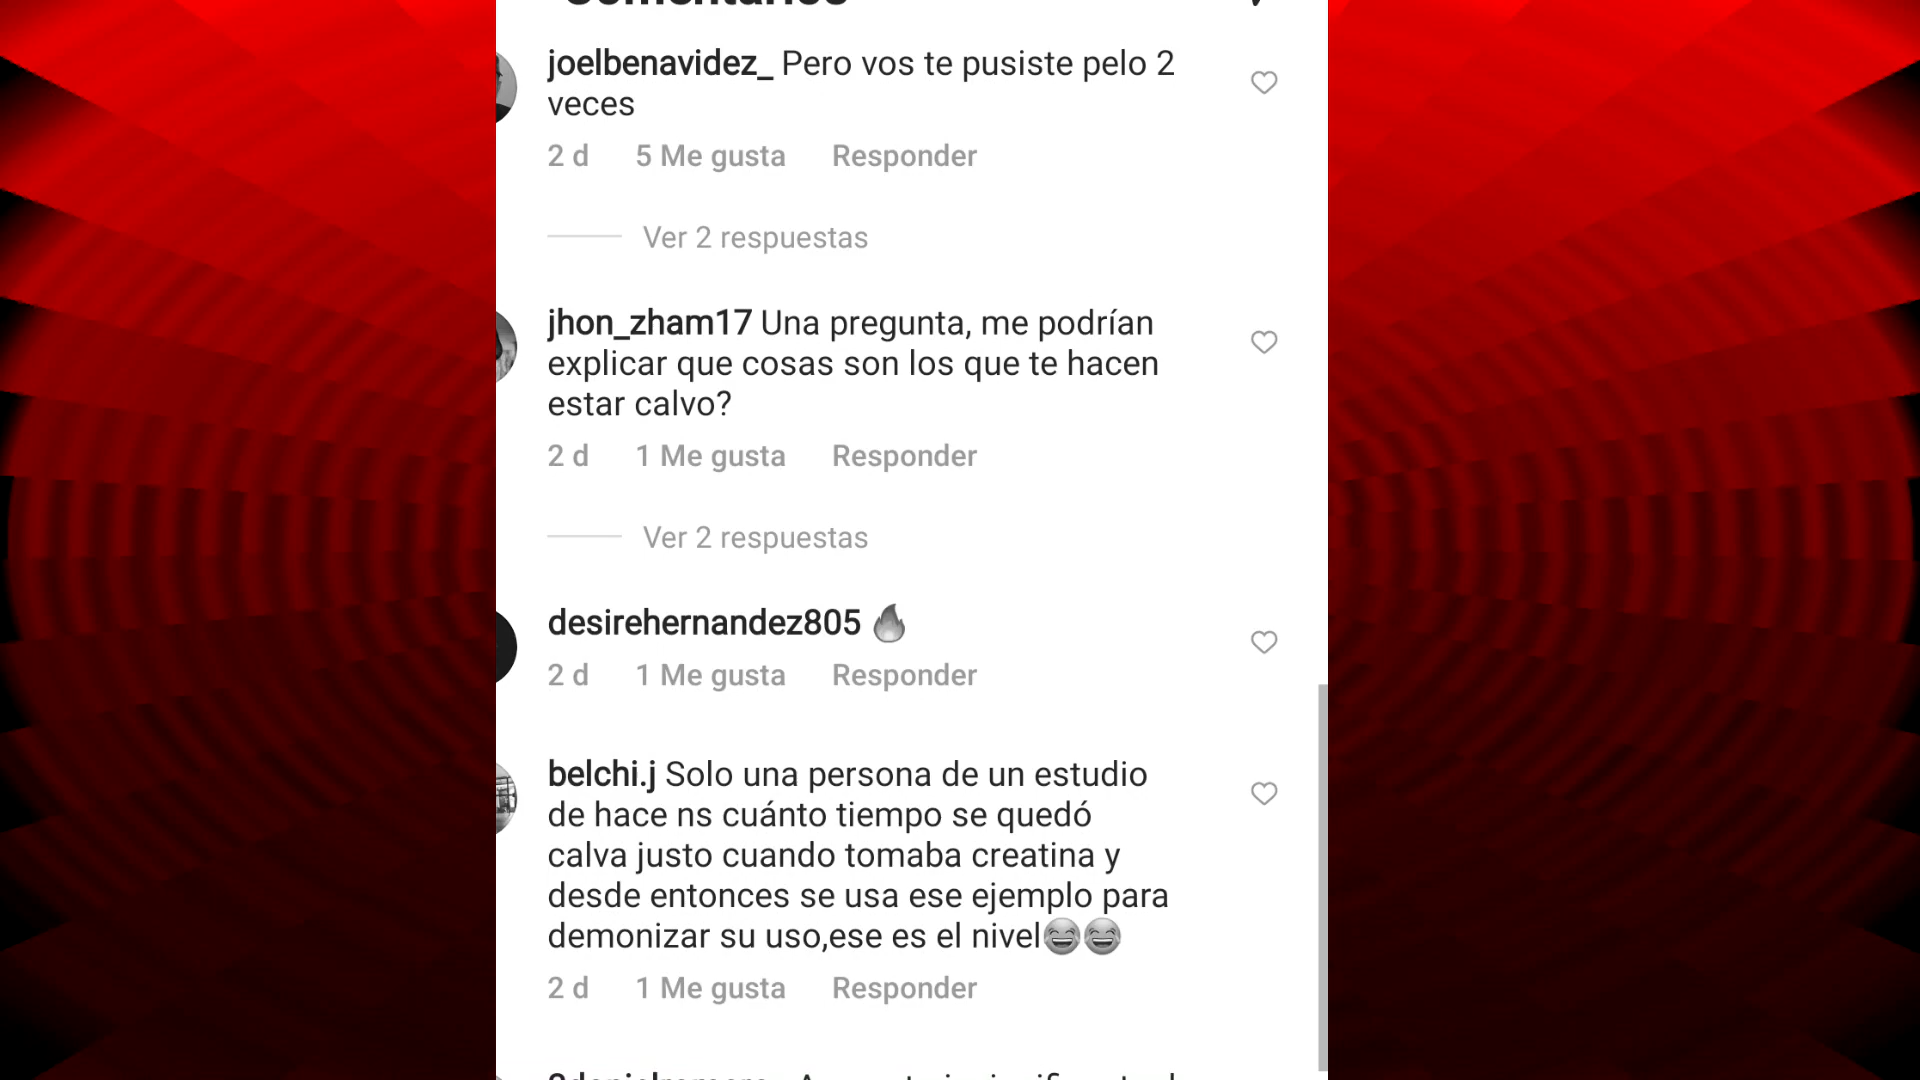 Comentarios
joelbenavidez_ Pero vos te pusiste pelo 2
veces
2 d 5 Me gusta Responder
Ver 2 respuestas
jhon_zham17 Una pregunta, me podrían
explicar que cosas son los que te hacen
estar calvo?
2 d 1 Me gusta Responder
Ver 2 respuestas
desirehernandez805 🔥
2 d 1 Me gusta Responder
belchi.j Solo una persona de un estudio
de hace ns cuánto tiempo se quedó
calva justo cuando tomaba creatina y
desde entonces se usa ese ejemplo para
demonizar su uso,ese es el nivel😂😂
2 d 1 Me gusta Responder